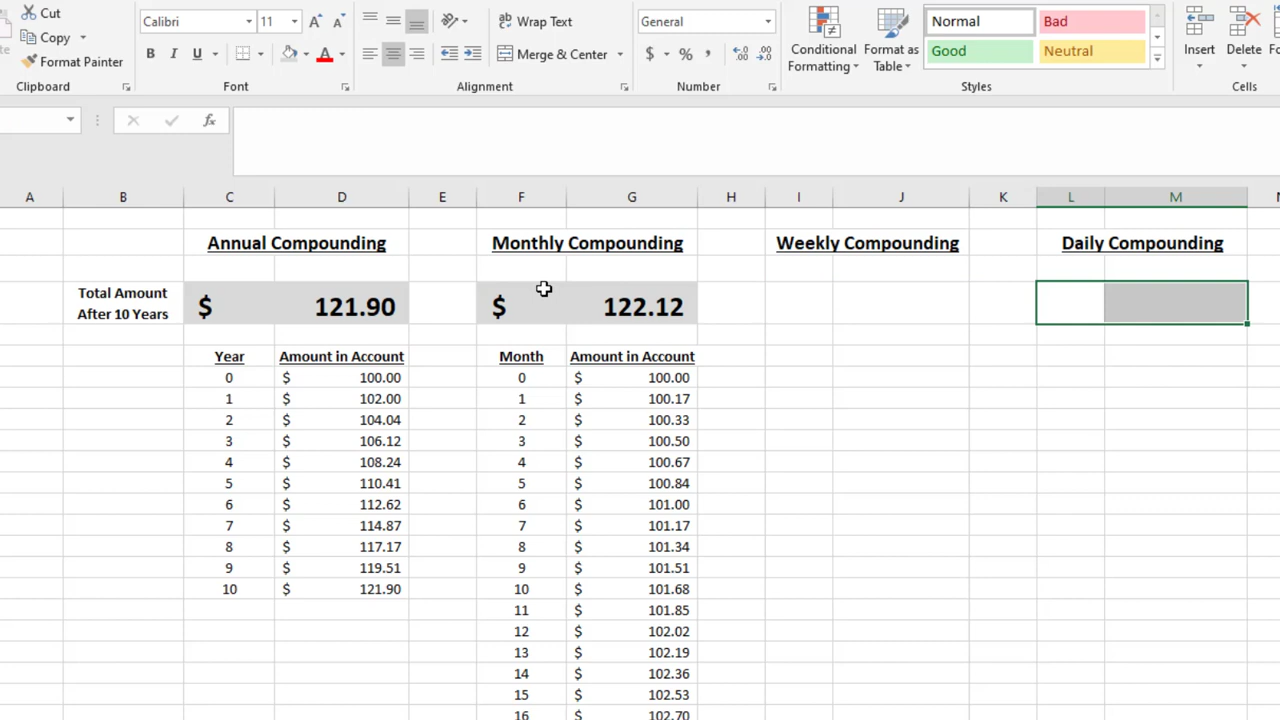 Cut
Calibri 11 A A Wrap Text General Normal Bad
Copy
Format Painter B I U A Merge & Center $ % , Conditional Formatting Format as Table Good Neutral Insert Delete
Clipboard Font Alignment Number Styles Cells
fx
A B C D E F G H I J K L M
Annual Compounding Monthly Compounding Weekly Compounding Daily Compounding
Total Amount
After 10 Years $ 121.90 $ 122.12
Year Amount in Account Month Amount in Account
0 $ 100.00 0 $ 100.00
1 $ 102.00 1 $ 100.17
2 $ 104.04 2 $ 100.33
3 $ 106.12 3 $ 100.50
4 $ 108.24 4 $ 100.67
5 $ 110.41 5 $ 100.84
6 $ 112.62 6 $ 101.00
7 $ 114.87 7 $ 101.17
8 $ 117.17 8 $ 101.34
9 $ 119.51 9 $ 101.51
10 $ 121.90 10 $ 101.68
11 $ 101.85
12 $ 102.02
13 $ 102.19
14 $ 102.36
15 $ 102.53
16 $ 102.70